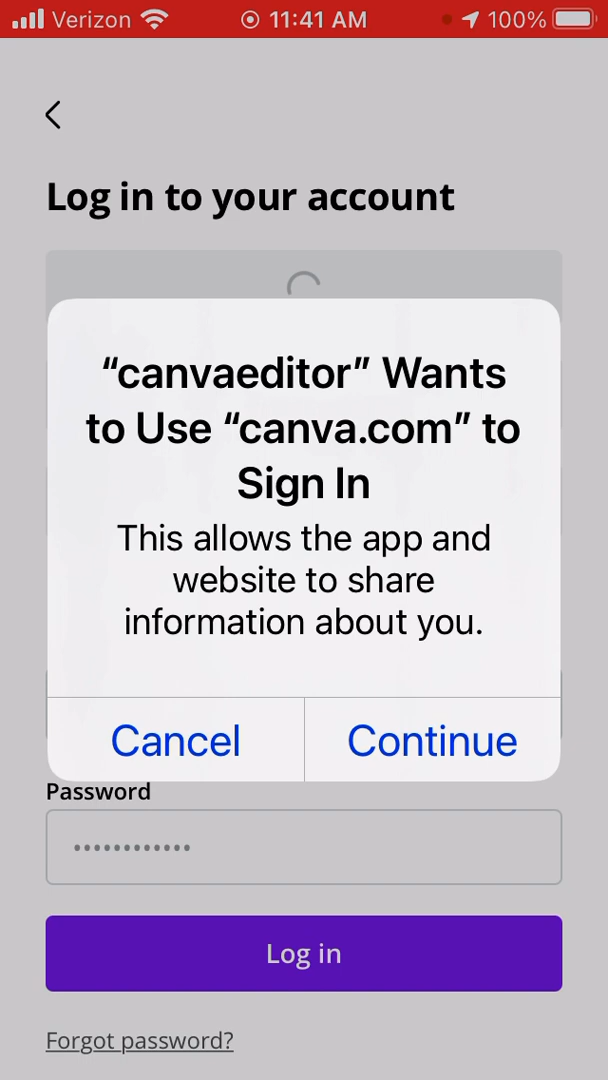 Verizon 11:41 AM 100%
Log in to your account
“canvaeditor” Wants
to Use “canva.com” to
Sign In
This allows the app and
website to share
information about you.
Cancel Continue
Password
••••••••••••
Log in
Forgot password?